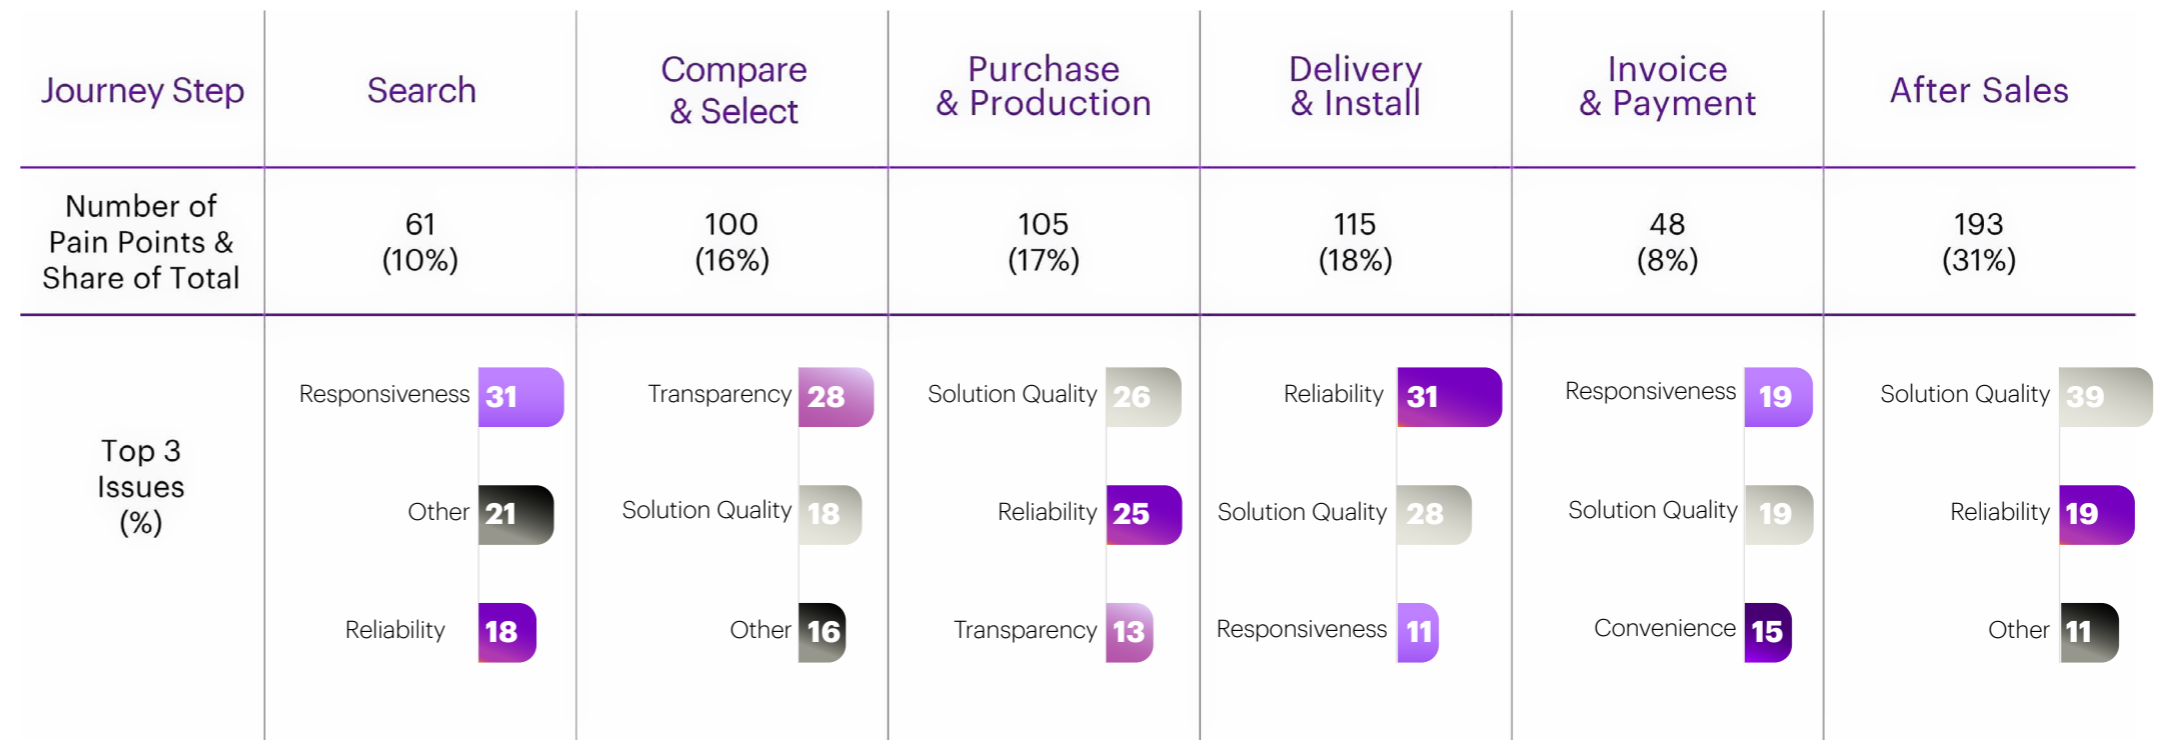 Journey Step
Search
Compare
& Select
Purchase
& Production
Delivery
& Install
Invoice
& Payment
After Sales
Number of
Pain Points &
Share of Total
61
(10%)
100
(16%)
105
(17%)
115
(18%)
48
(8%)
193
(31%)
Top 3
Issues
(%)
Responsiveness 31
Other 21
Reliability 18
Transparency 28
Solution Quality 18
Other 16
Solution Quality 26
Reliability 25
Transparency 13
Reliability 31
Solution Quality 28
Responsiveness 11
Responsiveness 19
Solution Quality 19
Convenience 15
Solution Quality 39
Reliability 19
Other 11